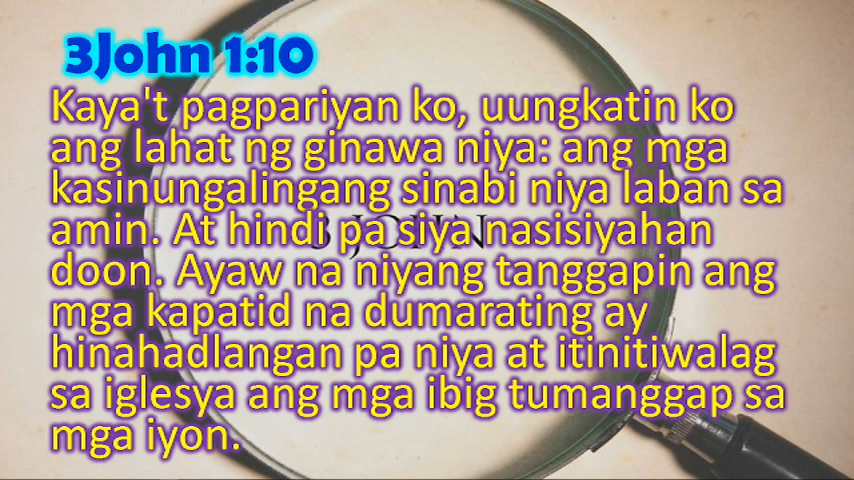 3John 1:10
Kaya't pagpariyan ko, uungkatin ko
ang lahat ng ginawa niya: ang mga
kasinungalingang sinabi niya laban sa
amin. At hindi pa siya nasisiyahan
doon. Ayaw na niyang tanggapin ang
mga kapatid na dumarating ay
hinahadlangan pa niya at itinitiwalag
sa iglesya ang mga ibig tumanggap sa
mga iyon.
3 JOHN